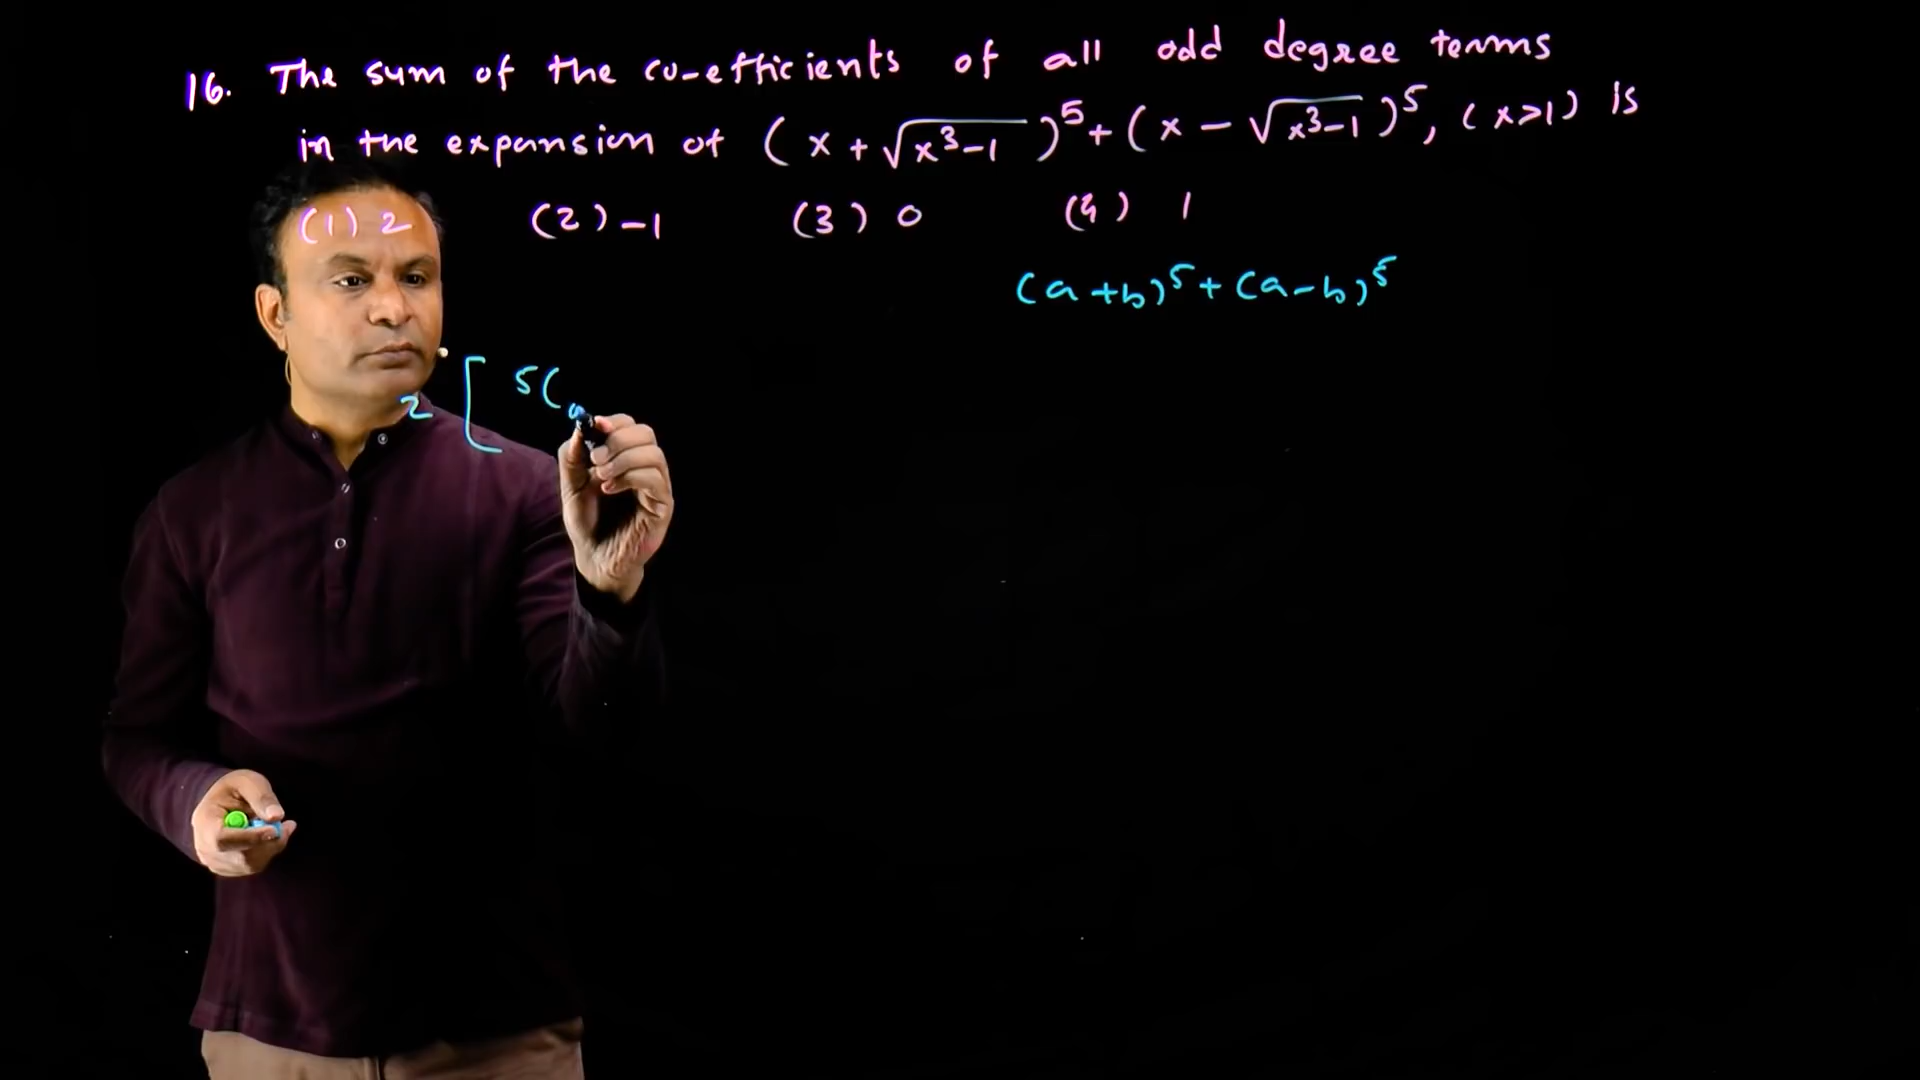 16. The sum of the co-efficients of all odd degree terms
in the expansion of (x + √(x³-1))⁵ + (x - √(x³-1))⁵, (x>1) is
(1) 2 (2) -1 (3) 0 (4) 1
(a+b)⁵ + (a-b)⁵
2 [ ⁵C₀